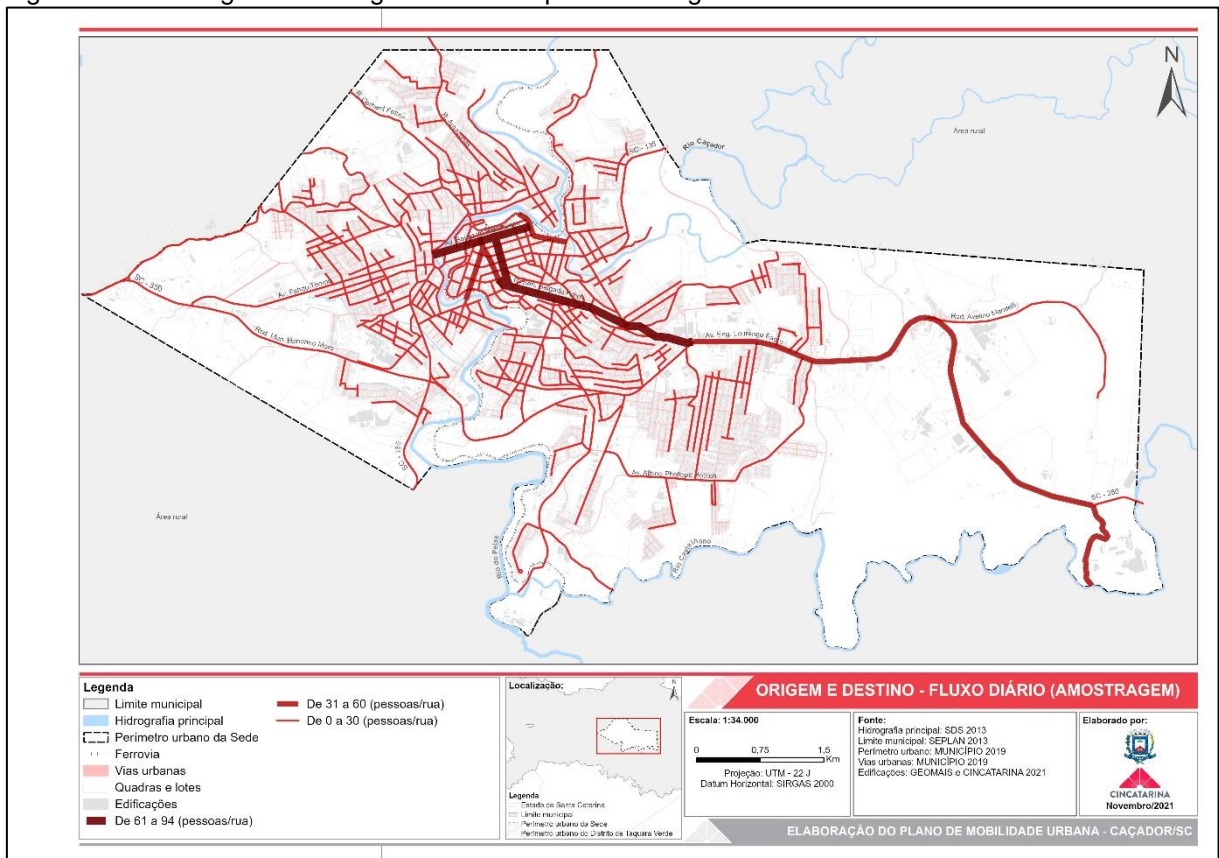 N
Área rural
Rio Caçador
SC - 135
SC - 350
Av. Eng. Lourenço Faoro
Rod. Avelino Mandelli
SC - 350
SC - 135
Área rural
Rio do Peixe
Rio Castelhano
Legenda
Limite municipal
Hidrografia principal
Perímetro urbano da Sede
Ferrovia
Vias urbanas
Quadras e lotes
Edificações
De 61 a 94 (pessoas/rua)
De 31 a 60 (pessoas/rua)
De 0 a 30 (pessoas/rua)
Localização:
N
Legenda
Estado de Santa Catarina
Limite municipal
Perímetro urbano da Sede
Perímetro urbano do Distrito de Taquara Verde
ORIGEM E DESTINO - FLUXO DIÁRIO (AMOSTRAGEM)
Escala: 1:34.000
0 0,75 1,5
Km
Projeção: UTM - 22 J
Datum Horizontal: SIRGAS 2000
Fonte:
Hidrografia principal: SDS 2013
Limite municipal: SEPLAN 2013
Perímetro urbano: MUNICÍPIO 2019
Vias urbanas: MUNICÍPIO 2019
Edificações: GEOMAIS e CINCATARINA 2021
Elaborado por:
CINCATARINA
Novembro/2021
ELABORAÇÃO DO PLANO DE MOBILIDADE URBANA - CAÇADOR/SC